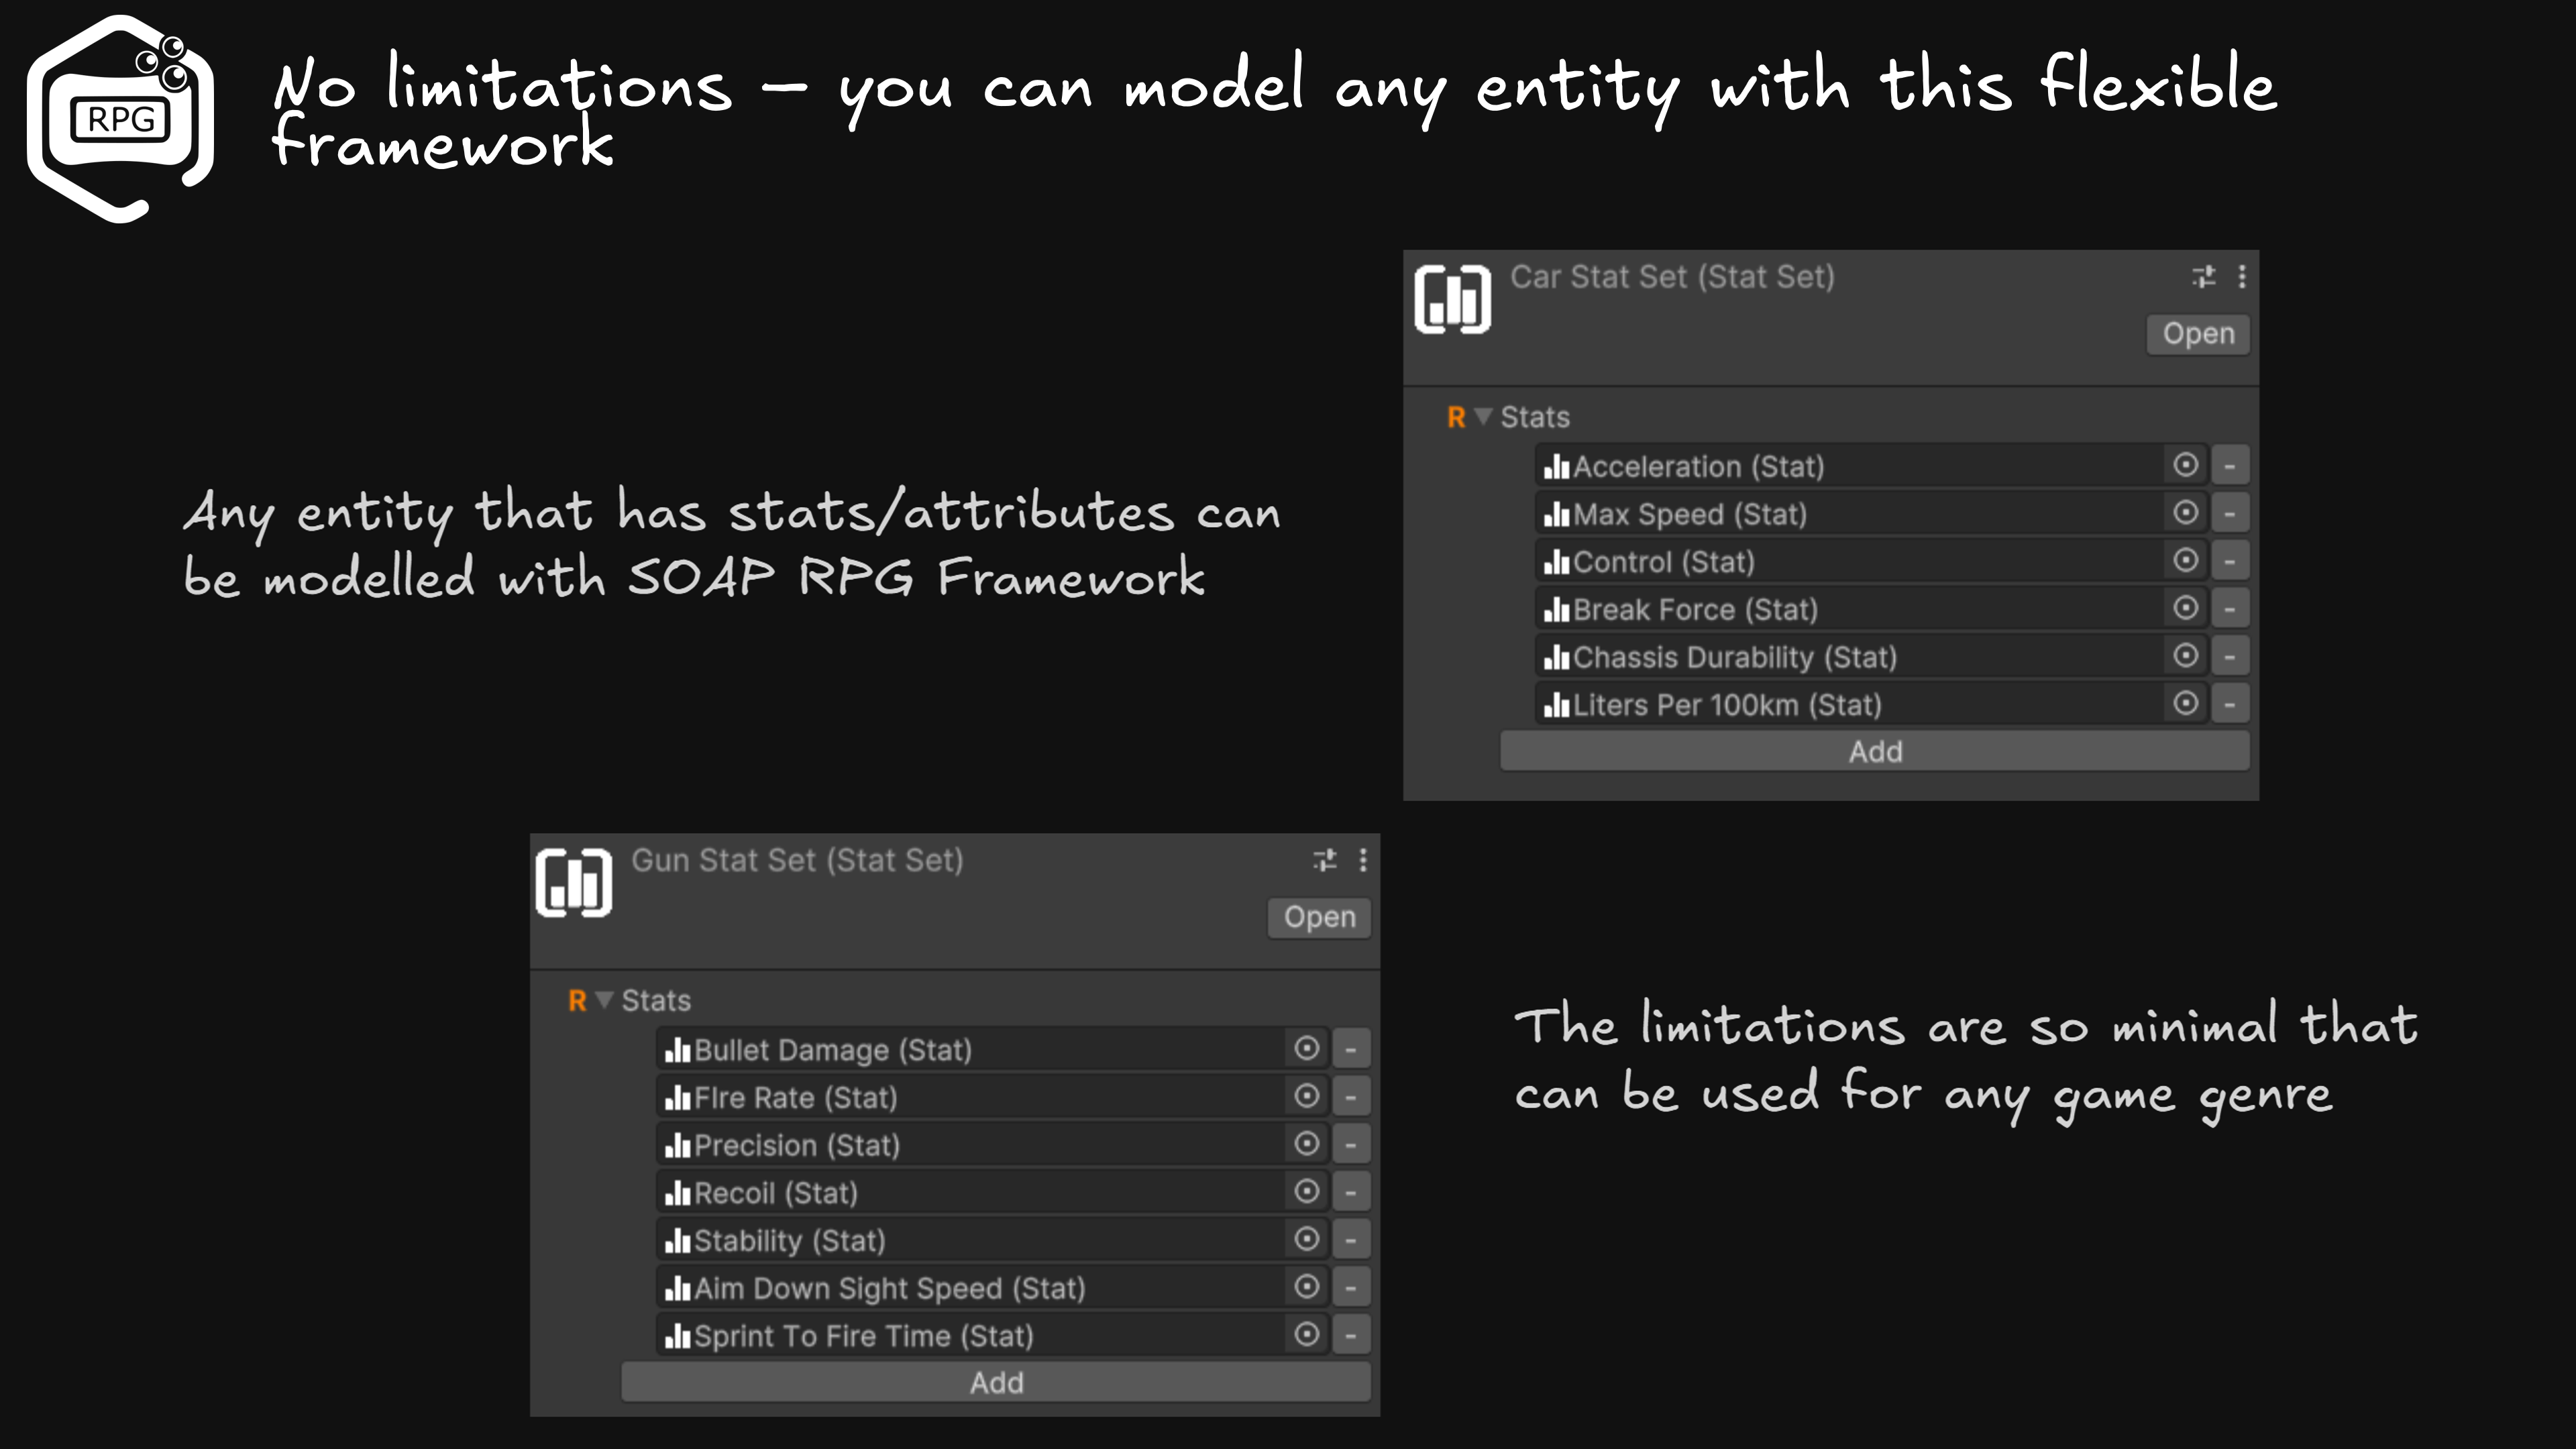 RPG
No limitations – you can model any entity with this flexible
framework
Car Stat Set (Stat Set)
Open
R Stats
Acceleration (Stat)
-
Max Speed (Stat)
-
Control (Stat)
-
Break Force (Stat)
-
Chassis Durability (Stat)
-
Liters Per 100km (Stat)
-
Add
Any entity that has stats/attributes can
be modelled with SOAP RPG Framework
Gun Stat Set (Stat Set)
Open
R Stats
Bullet Damage (Stat)
-
FIre Rate (Stat)
-
Precision (Stat)
-
Recoil (Stat)
-
Stability (Stat)
-
Aim Down Sight Speed (Stat)
-
Sprint To Fire Time (Stat)
-
Add
The limitations are so minimal that
can be used for any game genre